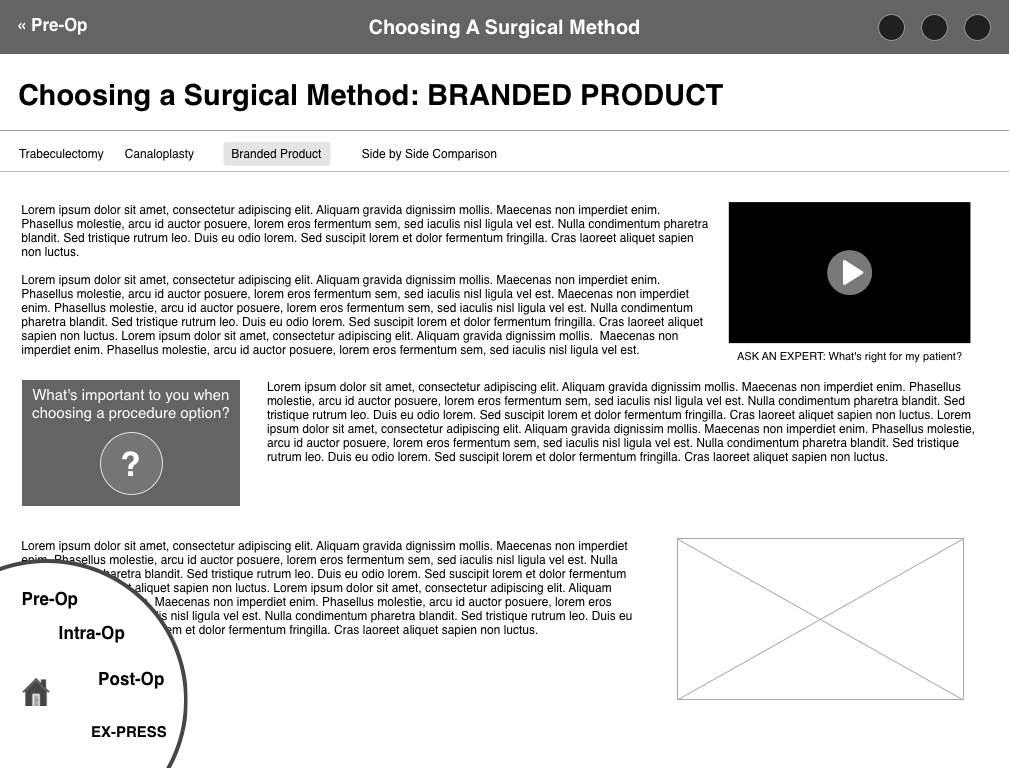 « Pre-Op
Choosing A Surgical Method
Choosing a Surgical Method: BRANDED PRODUCT
Trabeculectomy Canaloplasty Branded Product Side by Side Comparison
Lorem ipsum dolor sit amet, consectetur adipiscing elit. Aliquam gravida dignissim mollis. Maecenas non imperdiet enim.
Phasellus molestie, arcu id auctor posuere, lorem eros fermentum sem, sed iaculis nisl ligula vel est. Nulla condimentum pharetra
blandit. Sed tristique rutrum leo. Duis eu odio lorem. Sed suscipit lorem et dolor fermentum fringilla. Cras laoreet aliquet sapien
non luctus.
Lorem ipsum dolor sit amet, consectetur adipiscing elit. Aliquam gravida dignissim mollis. Maecenas non imperdiet enim.
Phasellus molestie, arcu id auctor posuere, lorem eros fermentum sem, sed iaculis nisl ligula vel est. Maecenas non imperdiet
enim. Phasellus molestie, arcu id auctor posuere, lorem eros fermentum sem, sed iaculis nisl ligula vel est. Nulla condimentum
pharetra blandit. Sed tristique rutrum leo. Duis eu odio lorem. Sed suscipit lorem et dolor fermentum fringilla. Cras laoreet aliquet
sapien non luctus. Lorem ipsum dolor sit amet, consectetur adipiscing elit. Aliquam gravida dignissim mollis. Maecenas non
imperdiet enim. Phasellus molestie, arcu id auctor posuere, lorem eros fermentum sem, sed iaculis nisl ligula vel est.
ASK AN EXPERT: What's right for my patient?
What's important to you when
choosing a procedure option?
?
Lorem ipsum dolor sit amet, consectetur adipiscing elit. Aliquam gravida dignissim mollis. Maecenas non imperdiet enim. Phasellus
molestie, arcu id auctor posuere, lorem eros fermentum sem, sed iaculis nisl ligula vel est. Nulla condimentum pharetra blandit. Sed
tristique rutrum leo. Duis eu odio lorem. Sed suscipit lorem et dolor fermentum fringilla. Cras laoreet aliquet sapien non luctus. Lorem
ipsum dolor sit amet, consectetur adipiscing elit. Aliquam gravida dignissim mollis. Maecenas non imperdiet enim. Phasellus molestie,
arcu id auctor posuere, lorem eros fermentum sem, sed iaculis nisl ligula vel est. Nulla condimentum pharetra blandit. Sed tristique
rutrum leo. Duis eu odio lorem. Sed suscipit lorem et dolor fermentum fringilla. Cras laoreet aliquet sapien non luctus.
Lorem ipsum dolor sit amet, consectetur adipiscing elit. Aliquam gravida dignissim mollis. Maecenas non imperdiet
enim. Phasellus molestie, arcu id auctor posuere, lorem eros fermentum sem, sed iaculis nisl ligula vel est. Nulla
blandit. Sed tristique rutrum leo. Duis eu odio lorem. Sed suscipit lorem et dolor fermentum
aliquet sapien non luctus. Lorem ipsum dolor sit amet, consectetur adipiscing elit. Aliquam
Maecenas non imperdiet enim. Phasellus molestie, arcu id auctor posuere, lorem eros
nisl ligula vel est. Nulla condimentum pharetra blandit. Sed tristique rutrum leo. Duis eu
et dolor fermentum fringilla. Cras laoreet aliquet sapien non luctus.
Pre-Op
Intra-Op
Post-Op
EX-PRESS